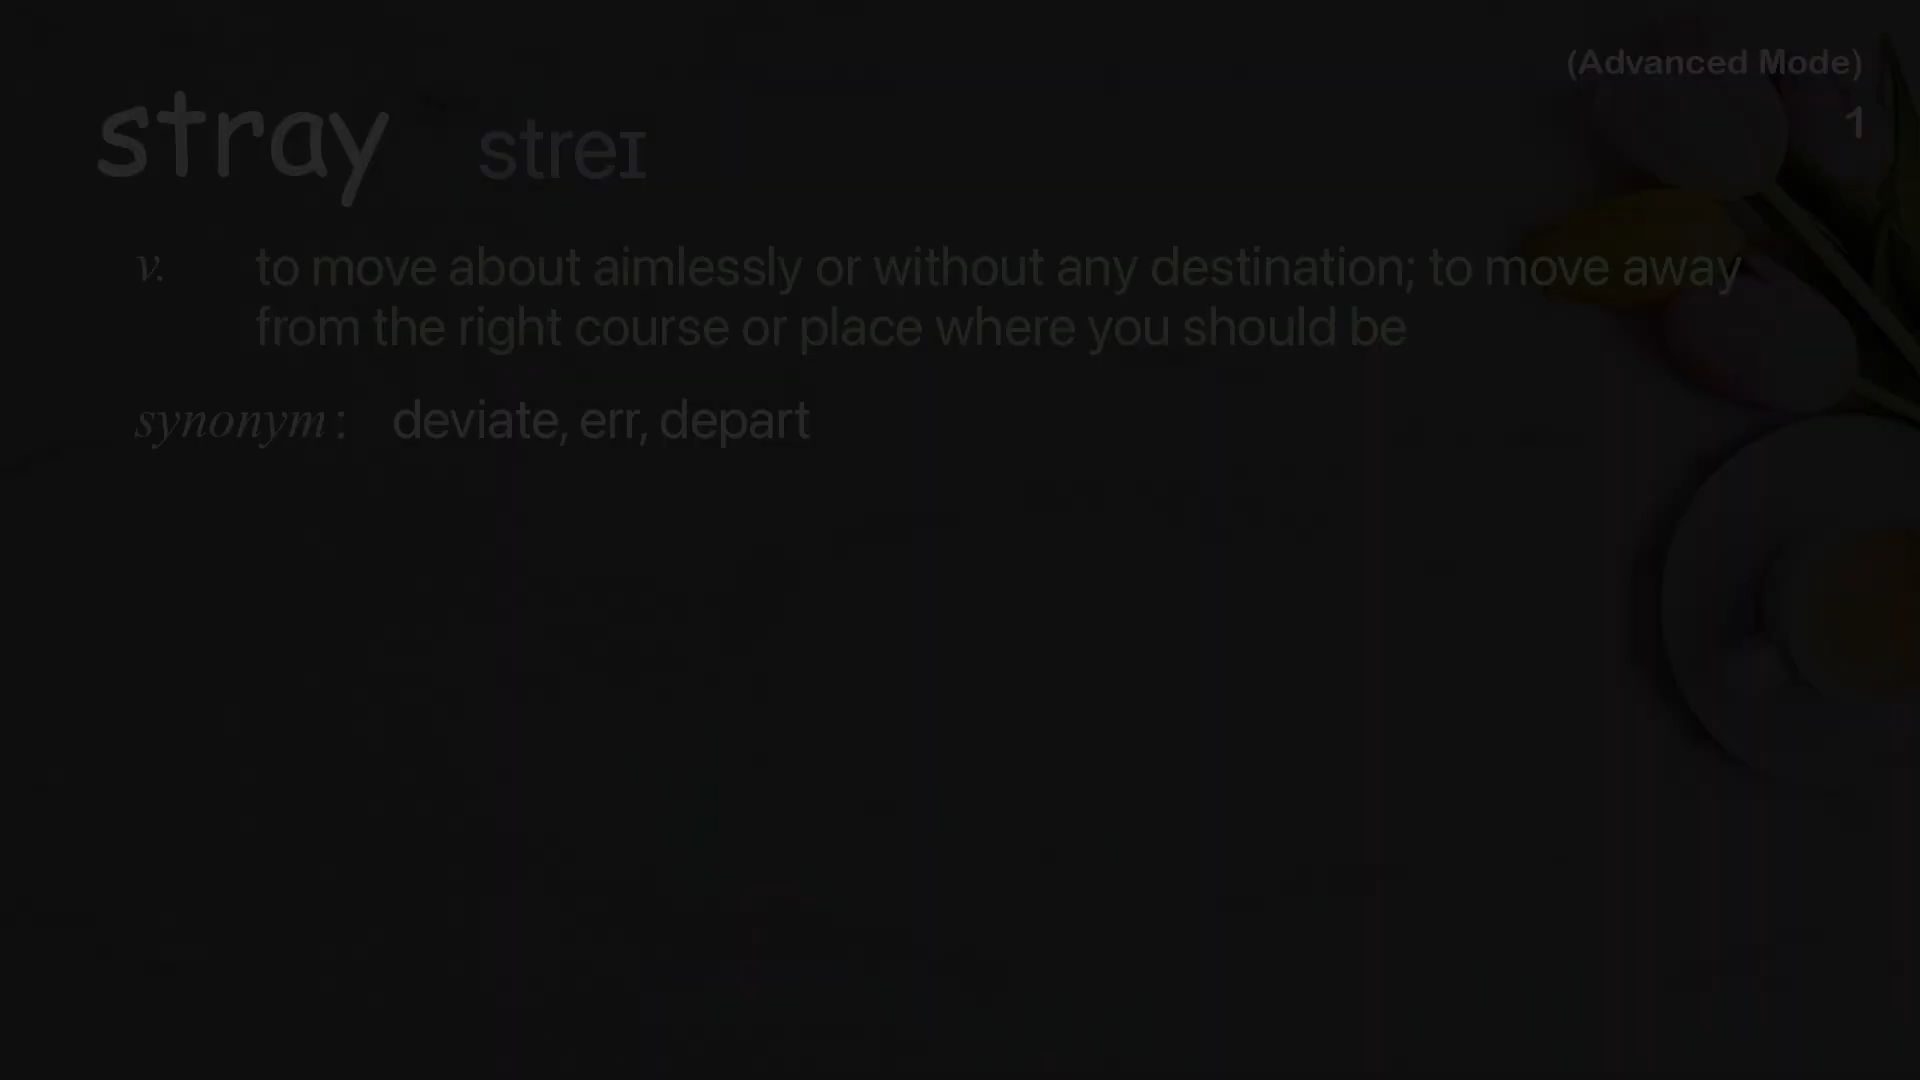 (Advanced Mode)
stray streɪ
1
v. to move about aimlessly or without any destination; to move away
from the right course or place where you should be
synonym : deviate, err, depart